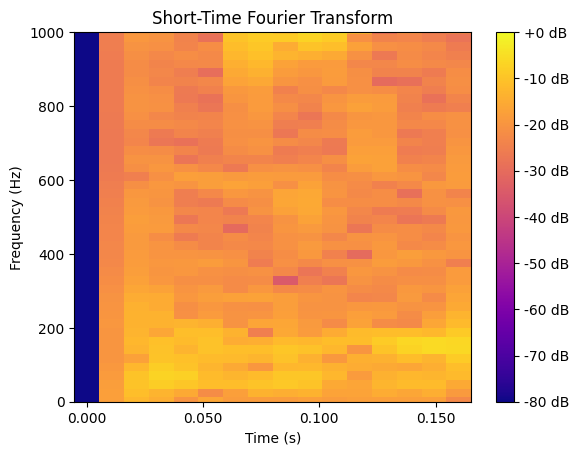 Short-Time Fourier Transform
1000
800
600
400
200
0
Frequency (Hz)
0.000
0.050
0.100
0.150
Time (s)
+0 dB
-10 dB
-20 dB
-30 dB
-40 dB
-50 dB
-60 dB
-70 dB
-80 dB